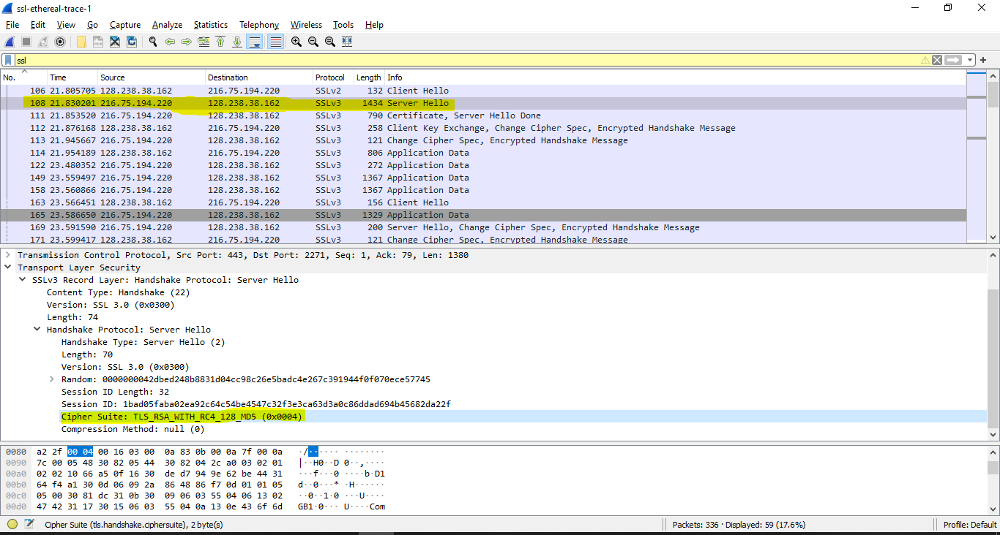 ssl-ethereal-trace-1
File Edit View Go Capture Analyze Statistics Telephony Wireless Tools Help
ssl
No. Time Source Destination Protocol Length Info
106 21.805705 128.238.38.162 216.75.194.220 SSLv2 132 Client Hello
108 21.830201 216.75.194.220 128.238.38.162 SSLv3 1434 Server Hello
111 21.853520 216.75.194.220 128.238.38.162 SSLv3 790 Certificate, Server Hello Done
112 21.876168 128.238.38.162 216.75.194.220 SSLv3 258 Client Key Exchange, Change Cipher Spec, Encrypted Handshake Message
113 21.945667 216.75.194.220 128.238.38.162 SSLv3 121 Change Cipher Spec, Encrypted Handshake Message
114 21.954189 128.238.38.162 216.75.194.220 SSLv3 806 Application Data
122 23.480352 216.75.194.220 128.238.38.162 SSLv3 272 Application Data
149 23.559497 216.75.194.220 128.238.38.162 SSLv3 1367 Application Data
158 23.560866 216.75.194.220 128.238.38.162 SSLv3 1367 Application Data
163 23.566451 128.238.38.162 216.75.194.220 SSLv3 156 Client Hello
165 23.586650 216.75.194.220 128.238.38.162 SSLv3 1329 Application Data
169 23.591590 216.75.194.220 128.238.38.162 SSLv3 200 Server Hello, Change Cipher Spec, Encrypted Handshake Message
171 23.599417 128.238.38.162 216.75.194.220 SSLv3 121 Change Cipher Spec, Encrypted Handshake Message
Transmission Control Protocol, Src Port: 443, Dst Port: 2271, Seq: 1, Ack: 79, Len: 1380
Transport Layer Security
SSLv3 Record Layer: Handshake Protocol: Server Hello
Content Type: Handshake (22)
Version: SSL 3.0 (0x0300)
Length: 74
Handshake Protocol: Server Hello
Handshake Type: Server Hello (2)
Length: 70
Version: SSL 3.0 (0x0300)
Random: 0000000042dbed248b8831d04cc98c26e5badc4e267c391944f0f070ece57745
Session ID Length: 32
Session ID: 1bad05faba02ea92c64c54be4547c32f3e3ca63d3a0c86ddad694b45682da22f
Cipher Suite: TLS_RSA_WITH_RC4_128_MD5 (0x0004)
Compression Method: null (0)
0080 a2 2f 00 04 00 16 03 00 0a 83 0b 00 0a 7f 00 0a ·/······ ········
0090 7c 00 05 48 30 82 05 44 30 82 04 2c a0 03 02 01 |··H0··D 0··,····
00a0 02 02 10 66 a5 0f 16 30 de d7 94 9e 62 be 44 31 ···f···0 ····b·D1
00b0 64 f4 a1 30 0d 06 09 2a 86 48 86 f7 0d 01 01 05 d··0···* ·H······
00c0 05 00 30 81 dc 31 0b 30 09 06 03 55 04 06 13 02 ··0··1·0 ···U····
00d0 47 42 31 17 30 15 06 03 55 04 0a 13 0e 43 6f 6d GB1·0··· U····Com
Cipher Suite (tls.handshake.ciphersuite), 2 byte(s) Packets: 336 · Displayed: 59 (17.6%) Profile: Default